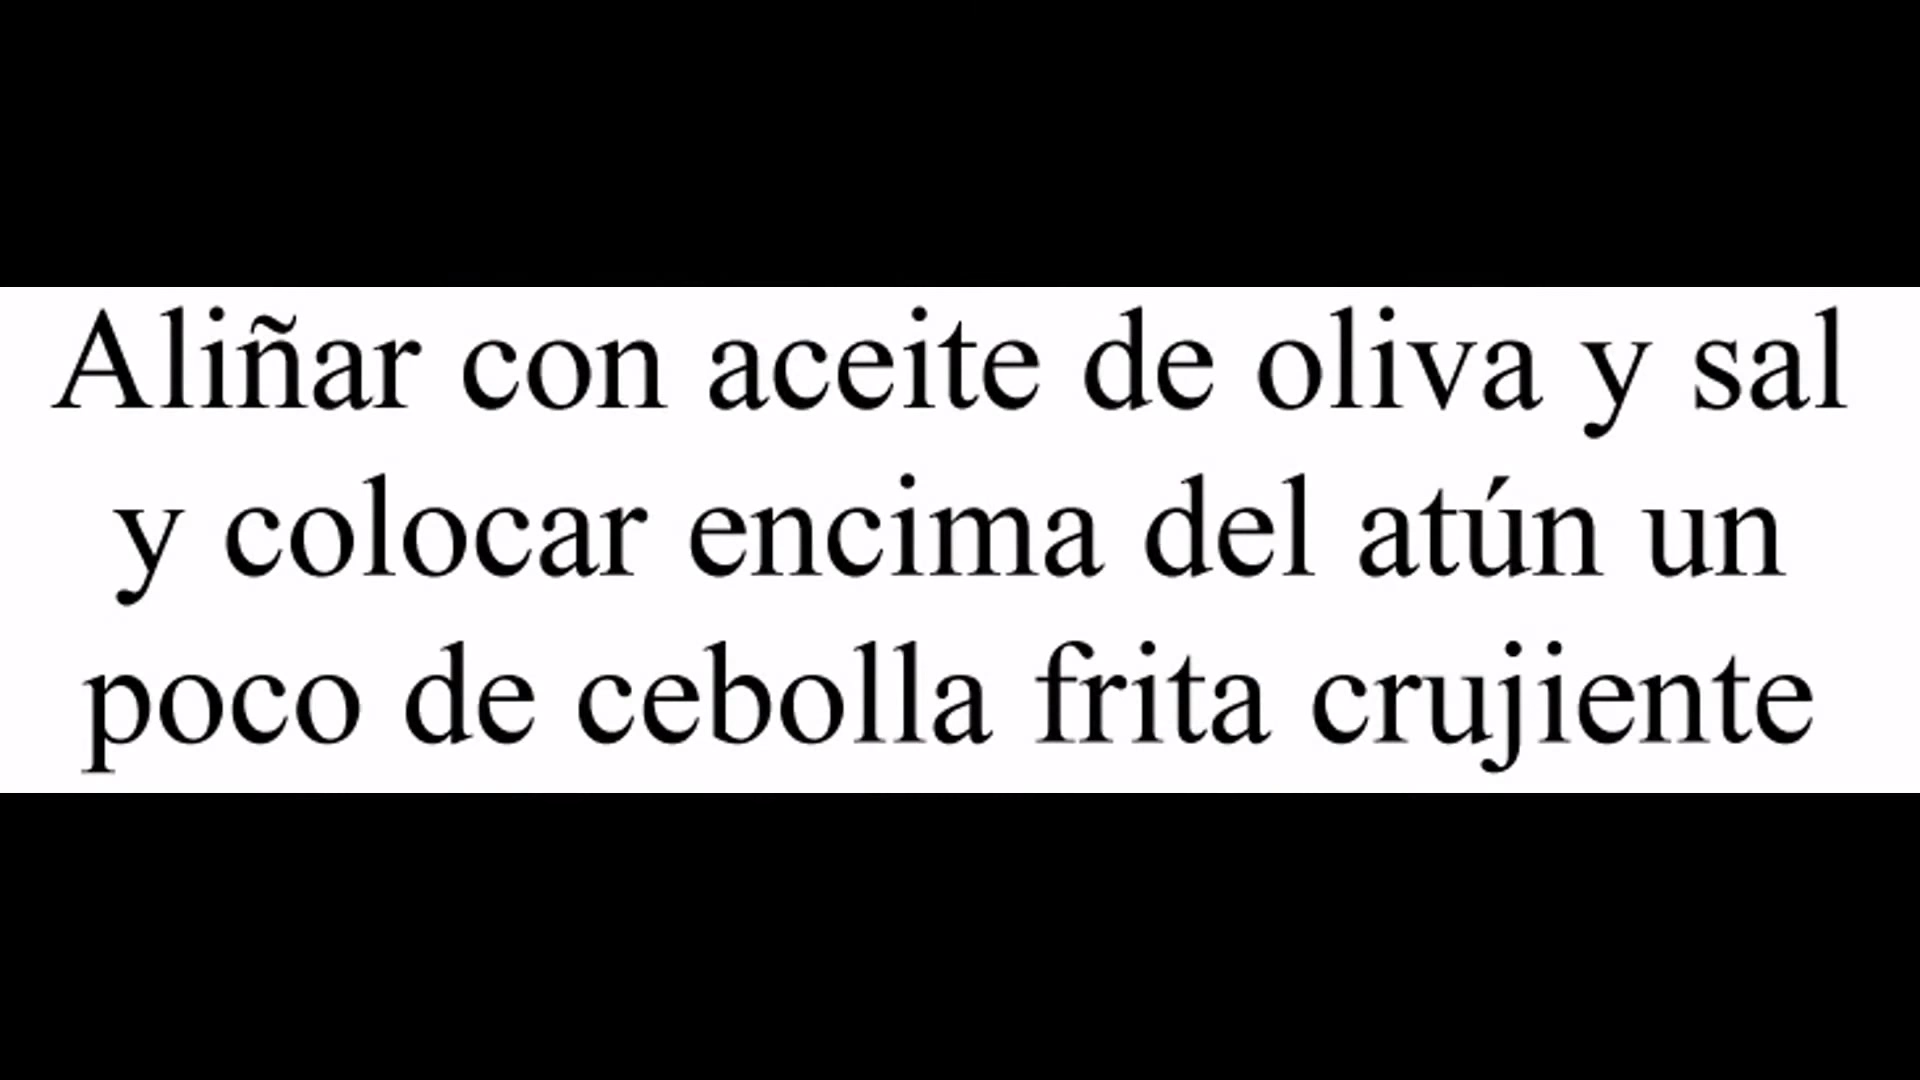 Aliñar con aceite de oliva y sal
y colocar encima del atún un
poco de cebolla frita crujiente